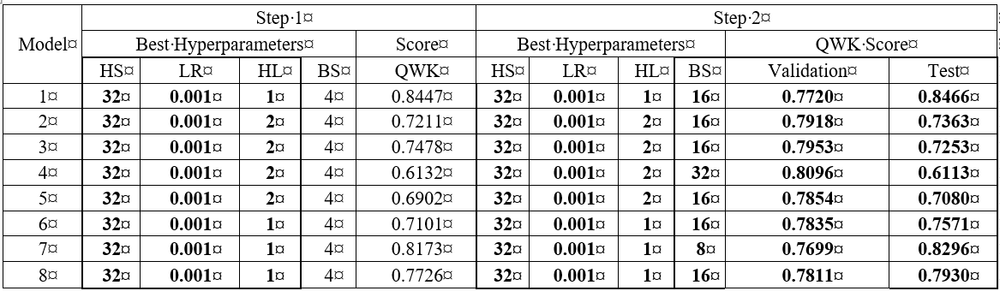 Step·1¤ Step·2¤
Model¤ Best·Hyperparameters¤ Score¤ Best·Hyperparameters¤ QWK·Score¤
HS¤ LR¤ HL¤ BS¤ QWK¤ HS¤ LR¤ HL¤ BS¤ Validation¤ Test¤
1¤ 32¤ 0.001¤ 1¤ 4¤ 0.8447¤ 32¤ 0.001¤ 1¤ 16¤ 0.7720¤ 0.8466¤
2¤ 32¤ 0.001¤ 2¤ 4¤ 0.7211¤ 32¤ 0.001¤ 2¤ 16¤ 0.7918¤ 0.7363¤
3¤ 32¤ 0.001¤ 2¤ 4¤ 0.7478¤ 32¤ 0.001¤ 2¤ 16¤ 0.7953¤ 0.7253¤
4¤ 32¤ 0.001¤ 2¤ 4¤ 0.6132¤ 32¤ 0.001¤ 2¤ 32¤ 0.8096¤ 0.6113¤
5¤ 32¤ 0.001¤ 2¤ 4¤ 0.6902¤ 32¤ 0.001¤ 2¤ 16¤ 0.7854¤ 0.7080¤
6¤ 32¤ 0.001¤ 1¤ 4¤ 0.7101¤ 32¤ 0.001¤ 1¤ 16¤ 0.7835¤ 0.7571¤
7¤ 32¤ 0.001¤ 1¤ 4¤ 0.8173¤ 32¤ 0.001¤ 1¤ 8¤ 0.7699¤ 0.8296¤
8¤ 32¤ 0.001¤ 1¤ 4¤ 0.7726¤ 32¤ 0.001¤ 1¤ 16¤ 0.7811¤ 0.7930¤